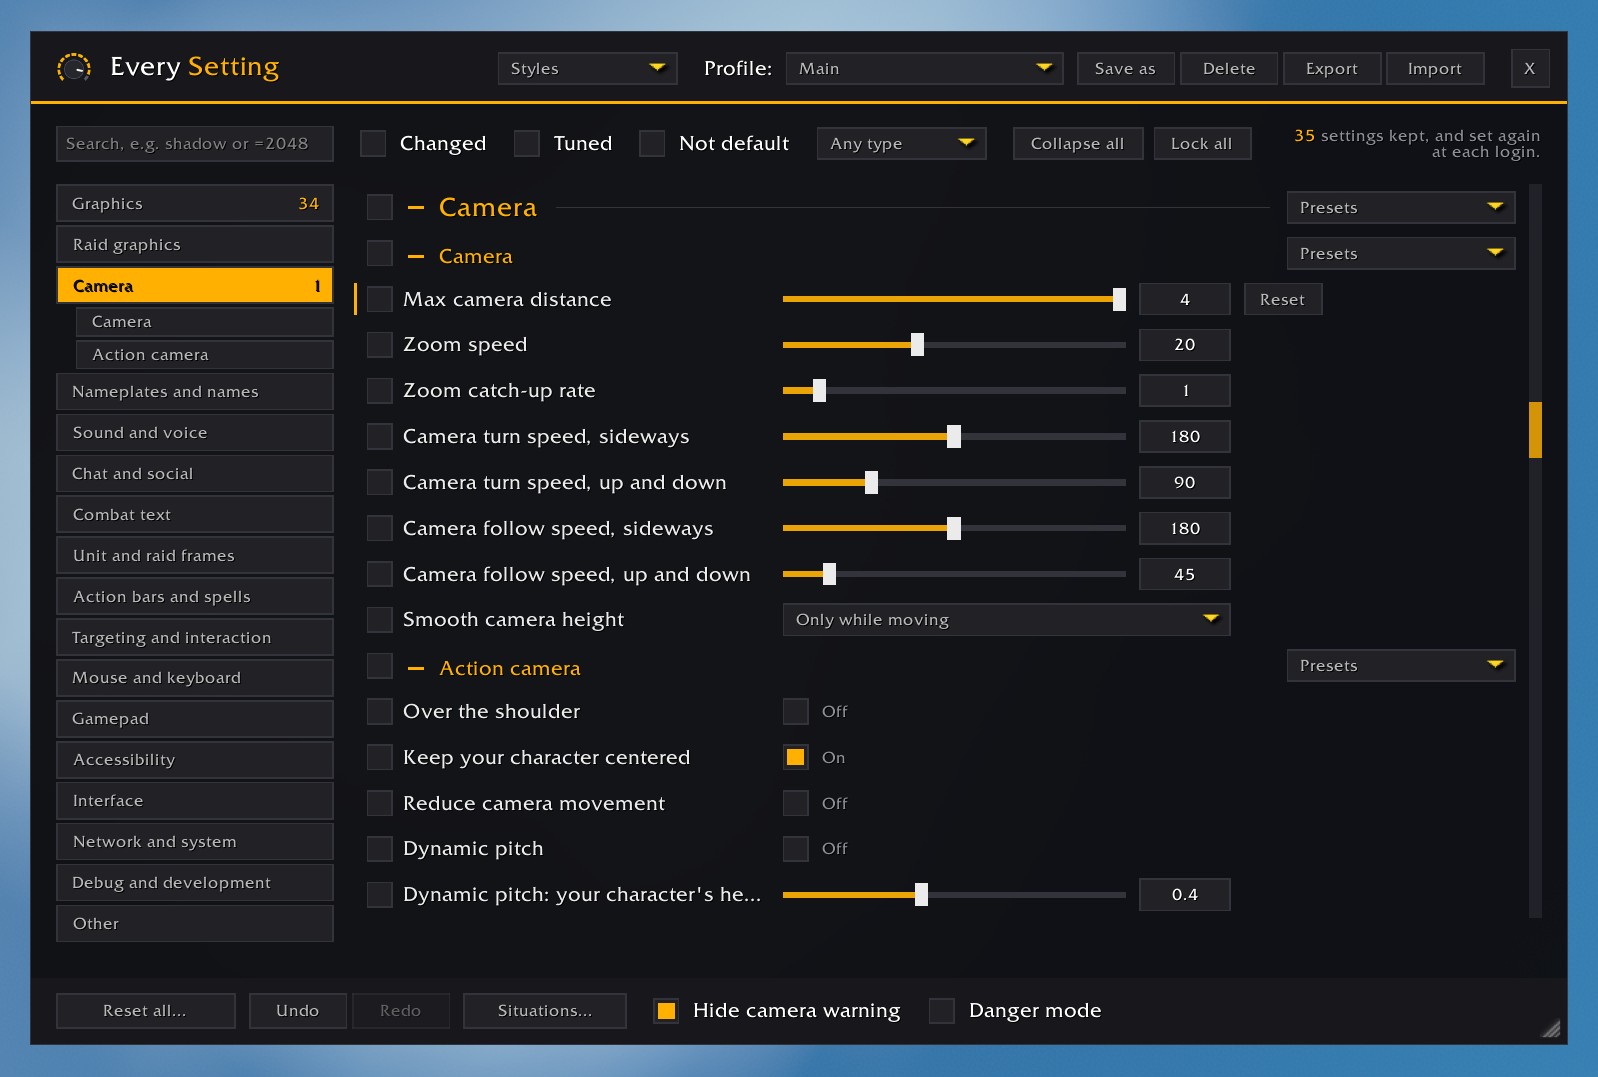 Every Setting
Styles
Profile:
Main
Save as
Delete
Export
Import
X
Search, e.g. shadow or =2048
Changed
Tuned
Not default
Any type
Collapse all
Lock all
35 settings kept, and set again
at each login.
Graphics 34
Raid graphics
Camera 1
Camera
Action camera
Nameplates and names
Sound and voice
Chat and social
Combat text
Unit and raid frames
Action bars and spells
Targeting and interaction
Mouse and keyboard
Gamepad
Accessibility
Interface
Network and system
Debug and development
Other
Camera
Presets
Camera
Presets
Max camera distance 4 Reset
Zoom speed 20
Zoom catch-up rate 1
Camera turn speed, sideways 180
Camera turn speed, up and down 90
Camera follow speed, sideways 180
Camera follow speed, up and down 45
Smooth camera height Only while moving
Action camera
Presets
Over the shoulder Off
Keep your character centered On
Reduce camera movement Off
Dynamic pitch Off
Dynamic pitch: your character's he... 0.4
Reset all...
Undo
Redo
Situations...
Hide camera warning
Danger mode